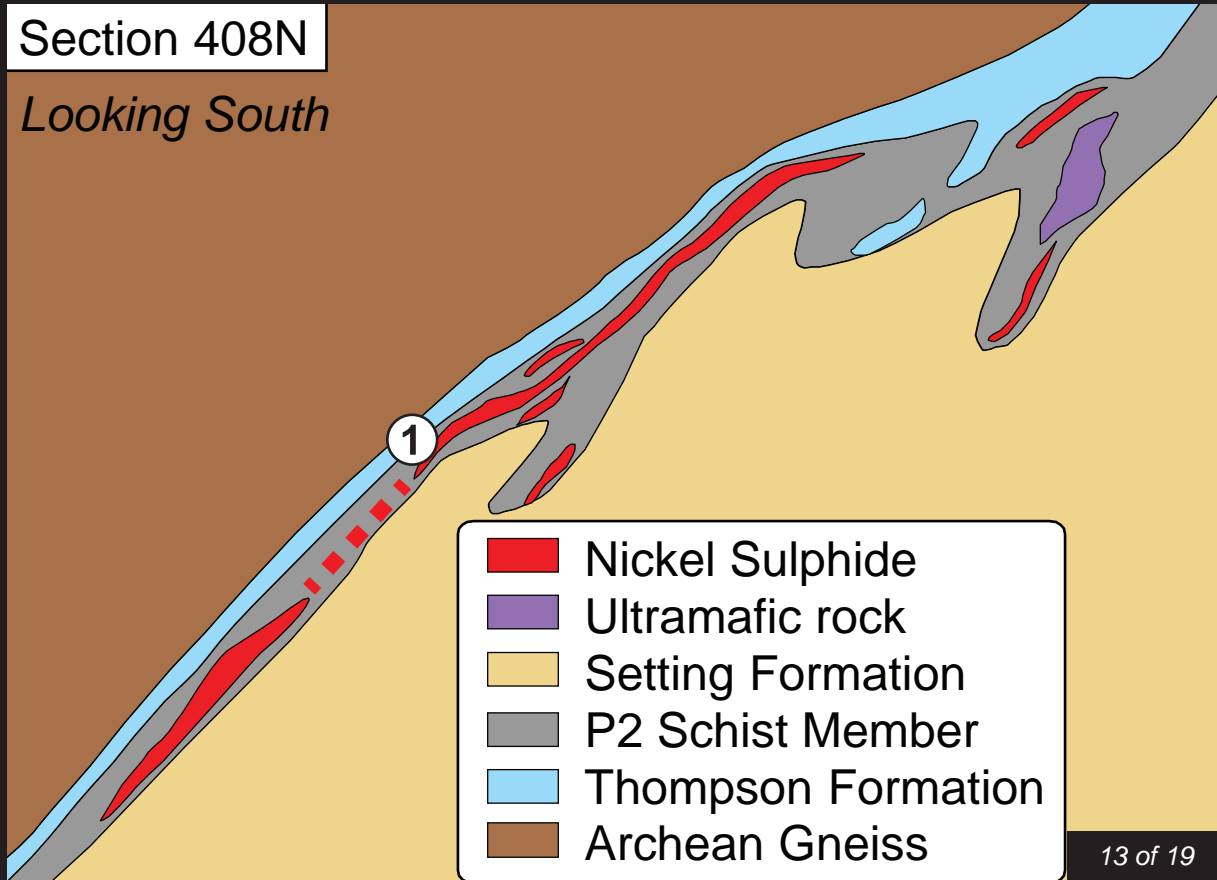 Section 408N
Looking South
1
Nickel Sulphide
Ultramafic rock
Setting Formation
P2 Schist Member
Thompson Formation
Archean Gneiss
13 of 19